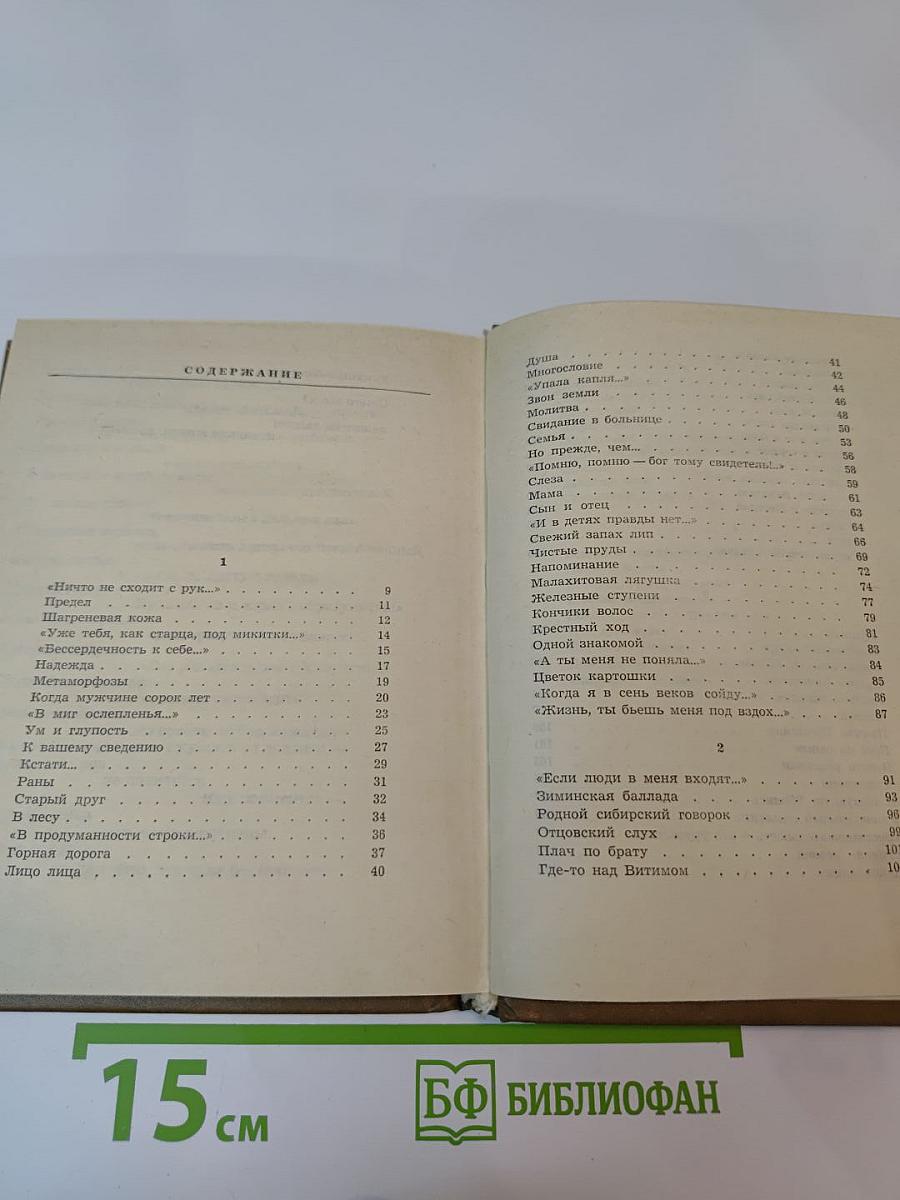 СОДЕРЖАНИЕ
1
«Ничто не сходит с рук...» . . . . . . . . . 9
Предел . . . . . . . . . . . . . . . 11
Шагреневая кожа . . . . . . . . . . . 12
«Уже тебя, как старца, под микитки...» . . . 14
«Бессердечность к себе...» . . . . . . . . . 15
Надежда . . . . . . . . . . . . . . . 17
Метаморфозы . . . . . . . . . . . . . 19
Когда мужчине сорок лет . . . . . . . . . 20
«В миг ослепленья...» . . . . . . . . . . 23
Ум и глупость . . . . . . . . . . . . . 25
К вашему сведению . . . . . . . . . . . 27
Кстати... . . . . . . . . . . . . . . . 29
Раны . . . . . . . . . . . . . . . . 31
Старый друг . . . . . . . . . . . . . 32
В лесу . . . . . . . . . . . . . . . . 34
«В продуманности строки...» . . . . . . . . 36
Горная дорога . . . . . . . . . . . . . 37
Лицо лица . . . . . . . . . . . . . . 40
Душа . . . . . . . . . . . . . . . . 41
Многословие . . . . . . . . . . . . . 42
«Упала капля...» . . . . . . . . . . . . 44
Звон земли . . . . . . . . . . . . . . 46
Молитва . . . . . . . . . . . . . . . 48
Свидание в больнице . . . . . . . . . . 50
Семья . . . . . . . . . . . . . . . . 53
Но прежде, чем... . . . . . . . . . . . . 56
«Помню, помню — бог тому свидетель!..» . . . 58
Слеза . . . . . . . . . . . . . . . . 59
Мама . . . . . . . . . . . . . . . . 61
Сын и отец . . . . . . . . . . . . . . 63
«И в детях правды нет...» . . . . . . . . . 64
Свежий запах лип . . . . . . . . . . . . 66
Чистые пруды . . . . . . . . . . . . . 69
Напоминание . . . . . . . . . . . . . 72
Малахитовая лягушка . . . . . . . . . . 74
Железные ступени . . . . . . . . . . . 77
Кончики волос . . . . . . . . . . . . . 79
Крестный ход . . . . . . . . . . . . . 81
Одной знакомой . . . . . . . . . . . . 83
«А ты меня не поняла...» . . . . . . . . . 84
Цветок картошки . . . . . . . . . . . . 85
«Когда я в сень веков сойду...» . . . . . . . 86
«Жизнь, ты бьешь меня под вздох...» . . . . . 87
2
«Если люди в меня входят...» . . . . . . . 91
Зиминская баллада . . . . . . . . . . . 93
Родной сибирский говорок . . . . . . . . 96
Отцовский слух . . . . . . . . . . . . 99
Плач по брату . . . . . . . . . . . . . 10
Где-то над Витимом . . . . . . . . . . . 10
15 см
БФ БИБЛИОФАН